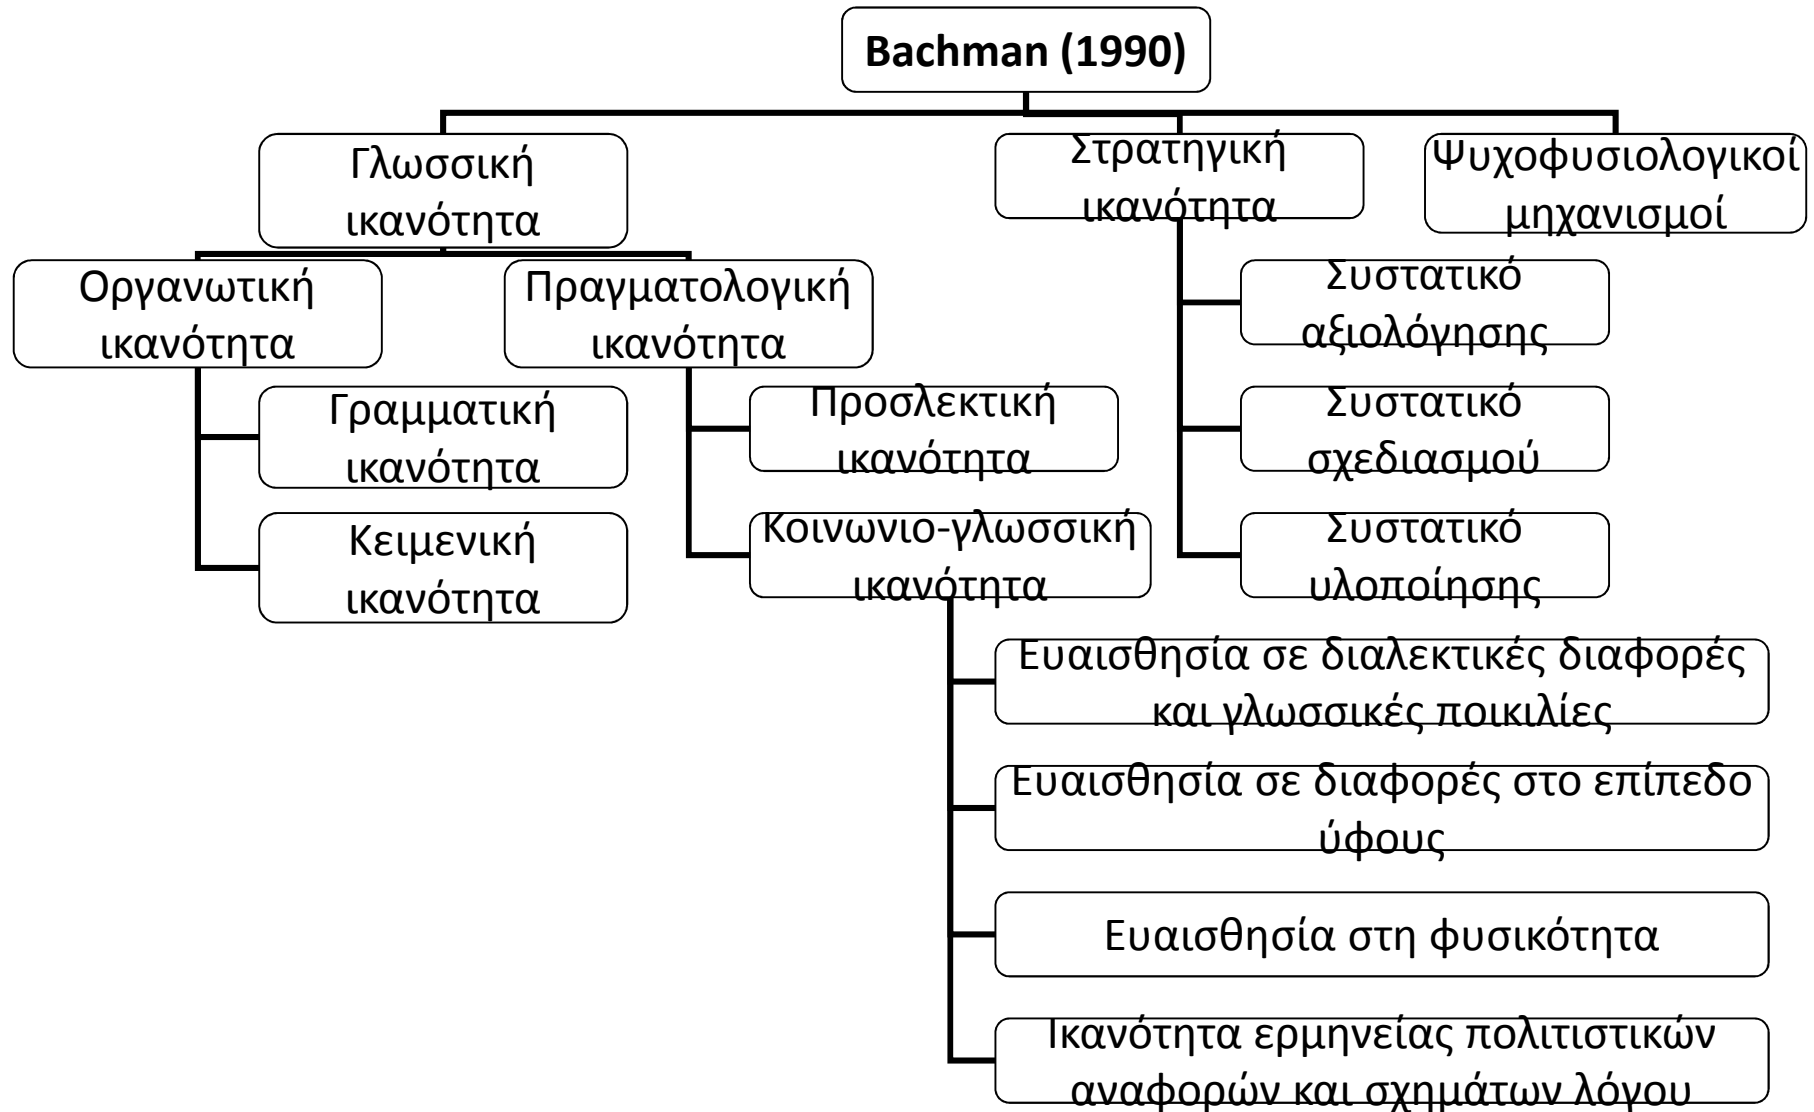 Bachman (1990)
Γλωσσική
ικανότητα
Στρατηγική
ικανότητα
Ψυχοφυσιολογικοί
μηχανισμοί
Οργανωτική
ικανότητα
Πραγματολογική
ικανότητα
Συστατικό
αξιολόγησης
Γραμματική
ικανότητα
Προσλεκτική
ικανότητα
Συστατικό
σχεδιασμού
Κειμενική
ικανότητα
Κοινωνιο-γλωσσική
ικανότητα
Συστατικό
υλοποίησης
Ευαισθησία σε διαλεκτικές διαφορές
και γλωσσικές ποικιλίες
Ευαισθησία σε διαφορές στο επίπεδο
ύφους
Ευαισθησία στη φυσικότητα
Ικανότητα ερμηνείας πολιτιστικών
αναφορών και σχημάτων λόγου